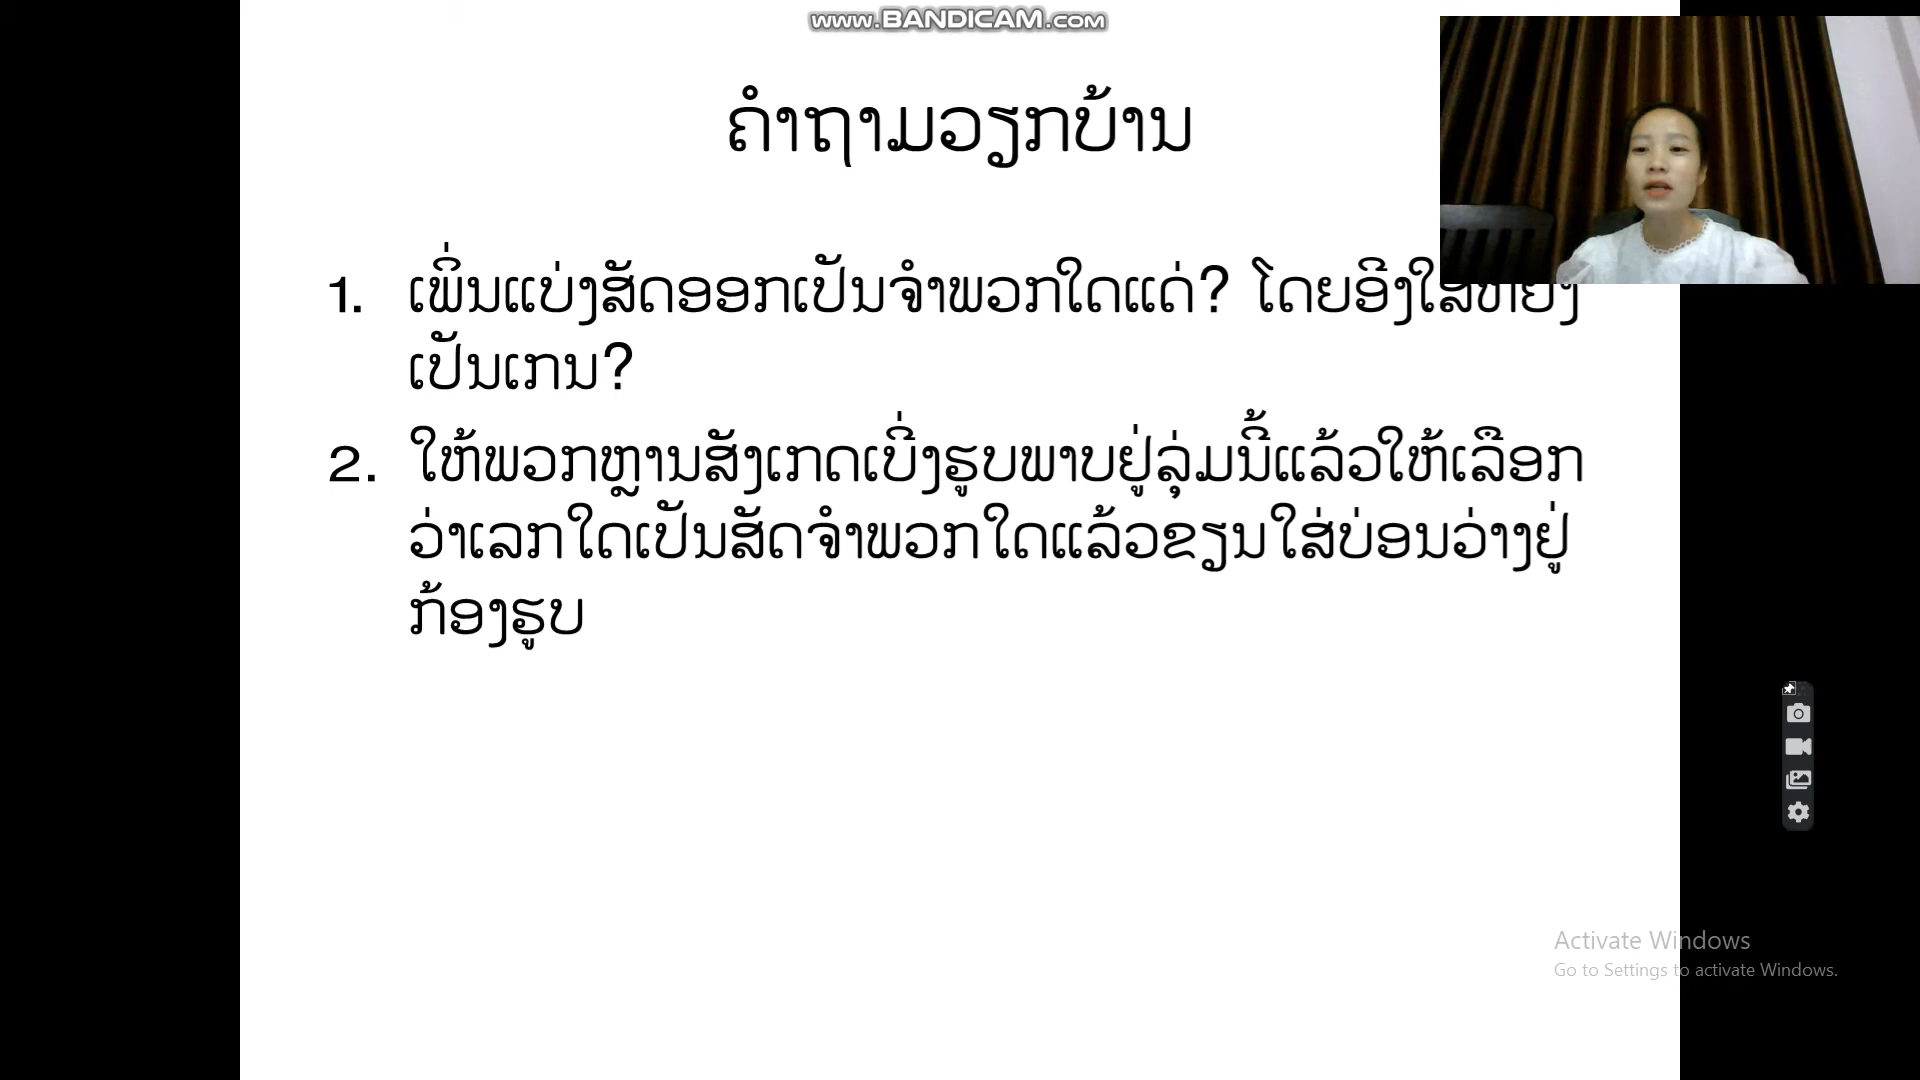 www.BANDICAM.com
ຄຳຖາມວຽກບ້ານ
1. ເພິ່ນແບ່ງສັດອອກເປັນຈຳພວກໃດແດ່? ໂດຍອີງ
ເປັນເກນ?
2. ໃຫ້ພວກຫຼານສັງເກດເບິ່ງຮູບພາບຢູ່ລຸ່ມນີ້ແລ້ວໃຫ້ເລືອກ
ວ່າເລກໃດເປັນສັດຈຳພວກໃດແລ້ວຂຽນໃສ່ບ່ອນວ່າງຢູ່
ກ້ອງຮູບ
Activate Windows
Go to Settings to activate Windows.